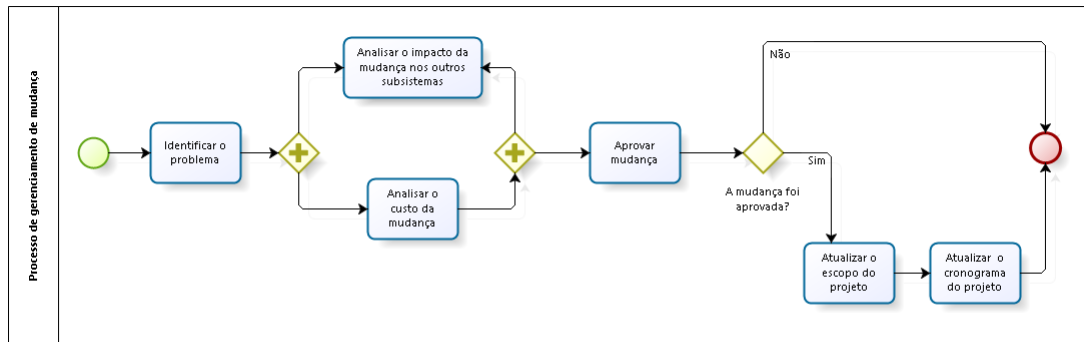 Processo de gerenciamento de mudança
Identificar o
problema
Analisar o impacto da
mudança nos outros
subsistemas
Analisar o
custo da
mudança
Aprovar
mudança
A mudança foi
aprovada?
Não
Sim
Atualizar o
escopo do
projeto
Atualizar o
cronograma
do projeto